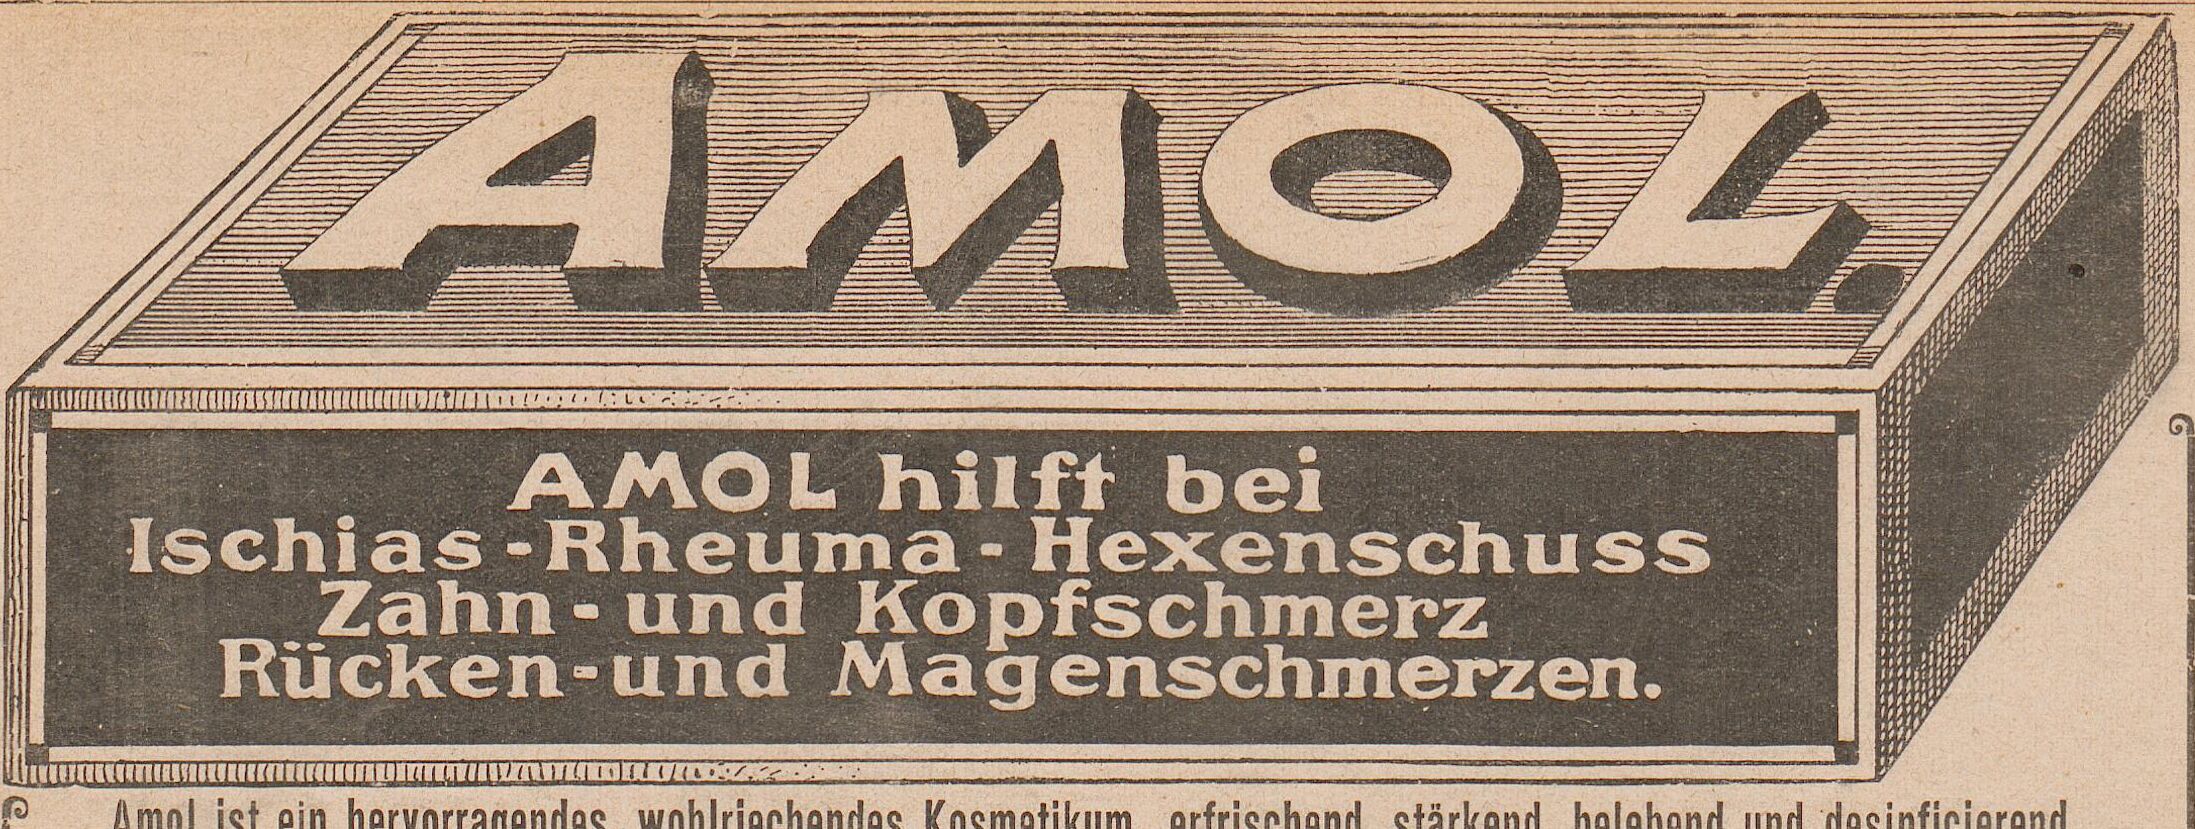 AMOL.
AMOL hilft bei
Ischias - Rheuma - Hexenschuss
Zahn - und Kopfschmerz
Rücken - und Magenschmerzen.
Amol ist ein hervorragendes, wohlriechendes Kosmetikum, erfrischend, stärkend, belebend und desinficierend